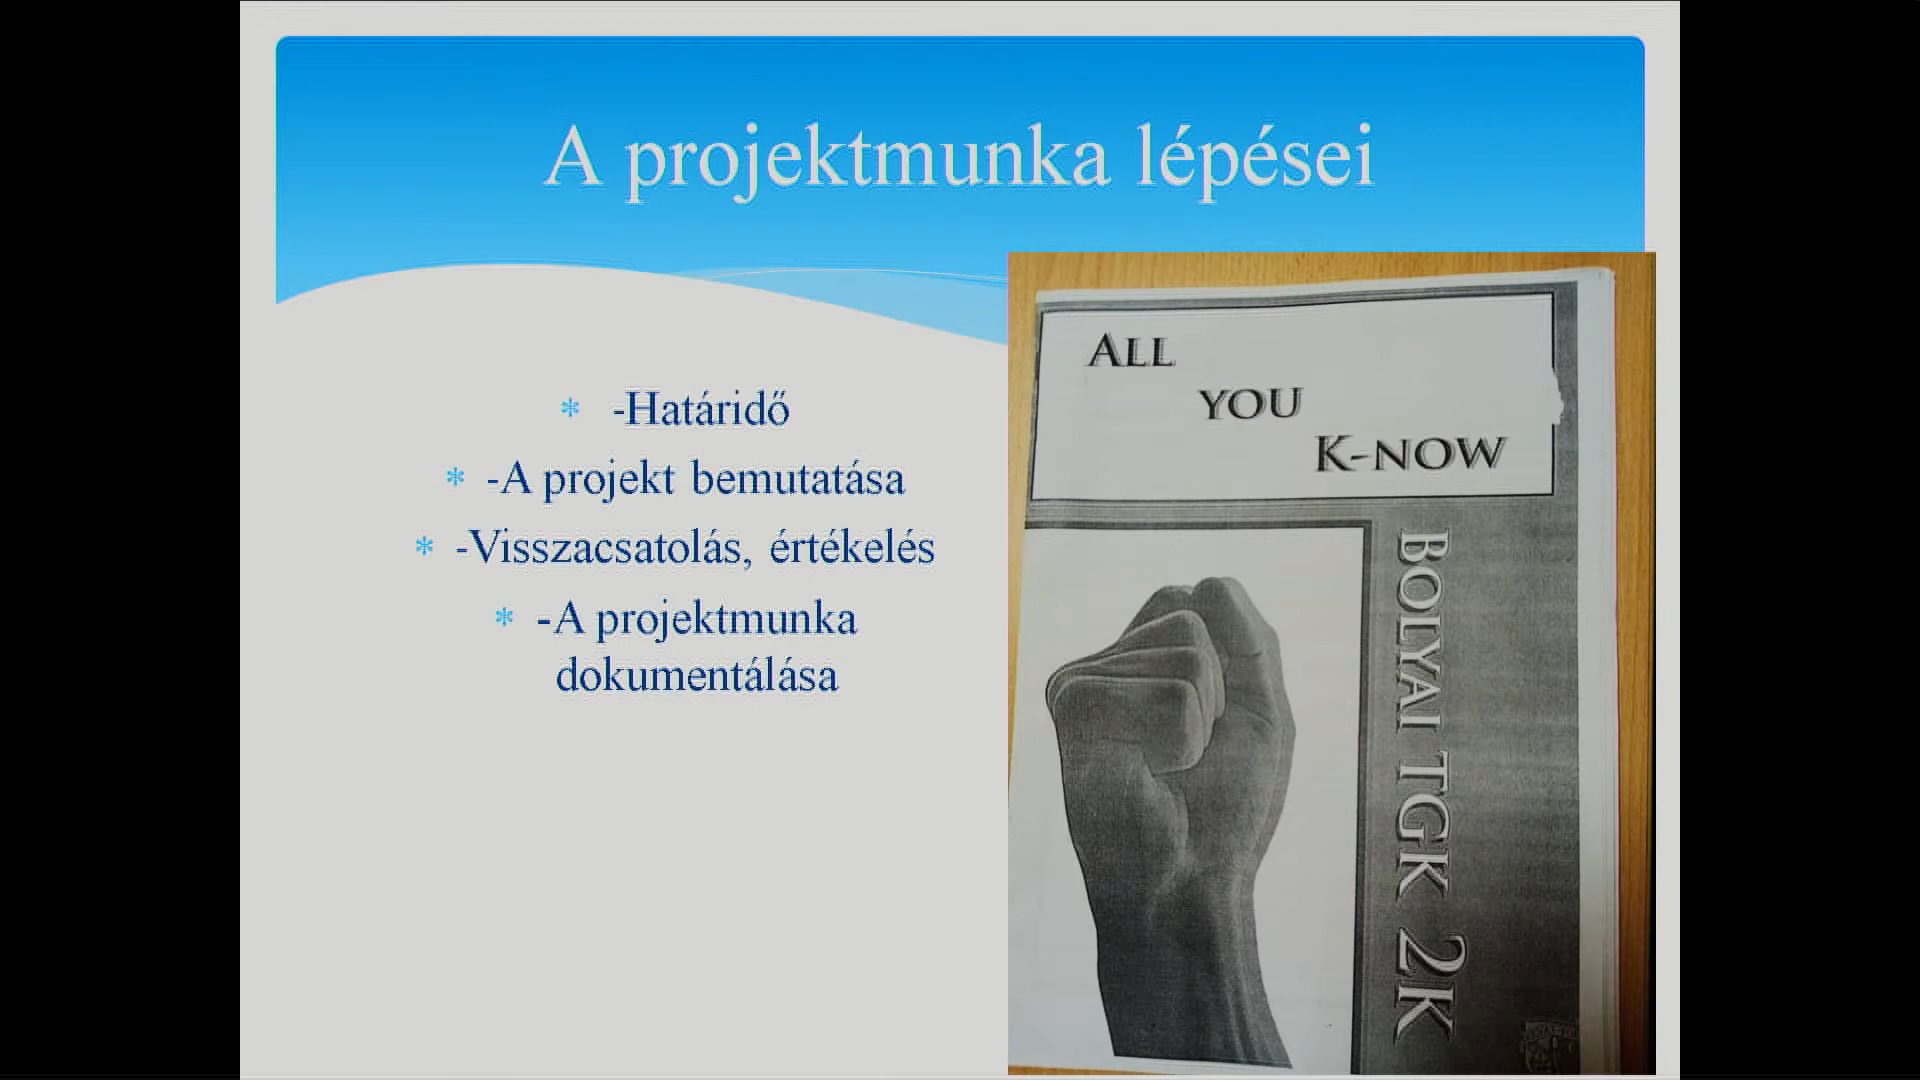 A projektmunka lépései
-Határidő
-A projekt bemutatása
-Visszacsatolás, értékelés
-A projektmunka
dokumentálása
ALL
YOU
K-NOW
BOLYAI TGK 2K